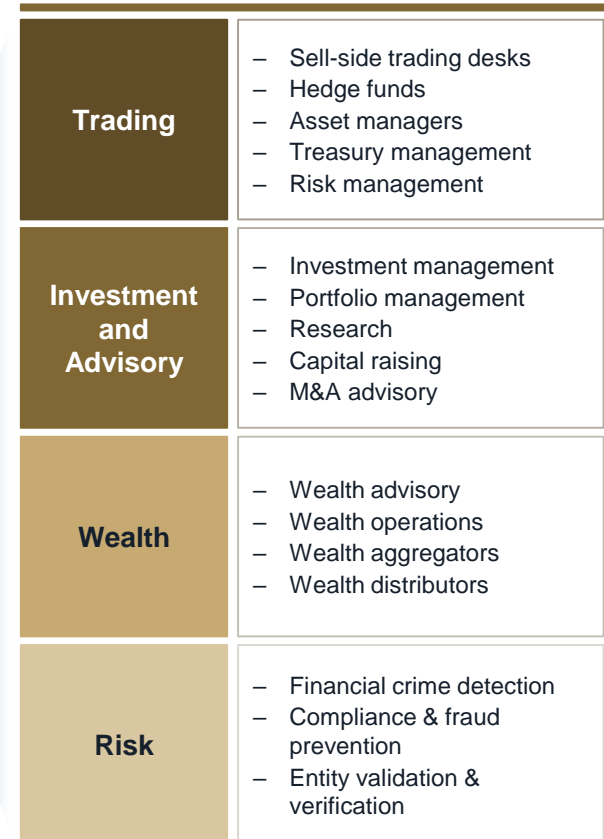 Trading
– Sell-side trading desks
– Hedge funds
– Asset managers
– Treasury management
– Risk management
Investment
and
Advisory
– Investment management
– Portfolio management
– Research
– Capital raising
– M&A advisory
Wealth
– Wealth advisory
– Wealth operations
– Wealth aggregators
– Wealth distributors
Risk
– Financial crime detection
– Compliance & fraud
prevention
– Entity validation &
verification